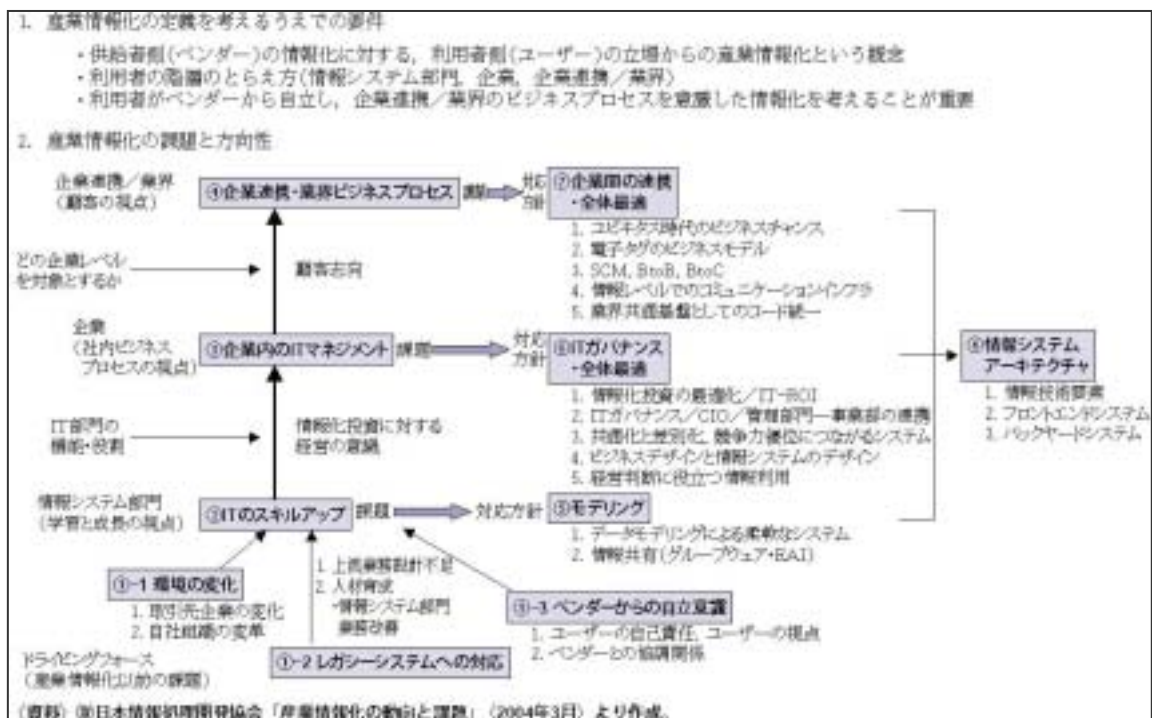 1. 産業情報化の定義を考えるうえでの要件
・供給者側(ベンダー)の情報化に対する，利用者側(ユーザー)の立場からの産業情報化という観念
・利用者の階層のとらえ方(情報システム部門，企業，企業連携／業界)
・利用者がベンダーから自立し，企業連携／業界のビジネスプロセスを意識した情報化を考えることが重要
2. 産業情報化の課題と方向性
企業連携／業界
(顧客の視点)
④企業連携・業界ビジネスプロセス
課題
対応
方針
⑦企業間の連携
・全体最適
1. ユビキタス時代のビジネスチャンス
2. 電子タグのビジネスモデル
3. SCM, BtoB, BtoC
4. 情報レベルでのコミュニケーションインフラ
5. 業界共通基盤としてのコード統一
どの企業レベル
を対象とするか
顧客志向
企業
(社内ビジネス
プロセスの視点)
③企業内のITマネジメント
課題
対応
方針
⑥ITガバナンス
・全体最適
1. 情報化投資の最適化／IT-ROI
2. ITガバナンス／CIO／管理部門―事業部の連携
3. 共通化と差別化，競争力優位につながるシステム
4. ビジネスデザインと情報システムのデザイン
5. 経営判断に役立つ情報利用
情報システム
アーキテクチャ
1. 情報技術要素
2. フロントエンドシステム
3. バックヤードシステム
IT部門の
機能・役割
情報化投資に対する
経営の意識
情報システム部門
(学習と成長の視点)
②ITのスキルアップ
課題
対応方針
⑤モデリング
1. データモデリングによる柔軟なシステム
2. 情報共有(グループウェア・EAI)
①-1 環境の変化
1. 取引先企業の変化
2. 自社組織の変革
1. 上流業務設計不足
2. 人材育成
・情報システム部門
業務改善
①-3 ベンダーからの自立意識
1. ユーザーの自己責任，ユーザーの視点
2. ベンダーとの協調関係
ドライビングフォース
(産業情報化以前の課題)
①-2 レガシーシステムへの対応
(資料) ㈶日本情報処理開発協会「産業情報化の動向と課題」(2004年3月) より作成。